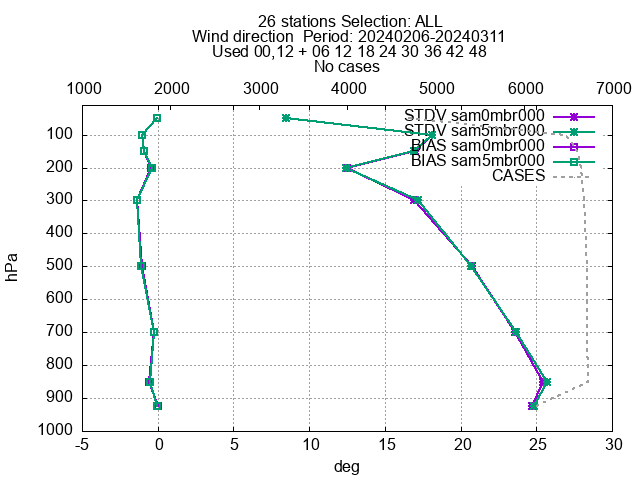 26 stations Selection: ALL
Wind direction  Period: 20240206-20240311
Used 00,12 + 06 12 18 24 30 36 42 48
No cases
1000 2000 3000 4000 5000 6000 7000
STDV sam0mbr000
STDV sam5mbr000
BIAS sam0mbr000
BIAS sam5mbr000
CASES
100
200
300
400
500
600
700
800
900
1000
hPa
-5 0 5 10 15 20 25 30
deg